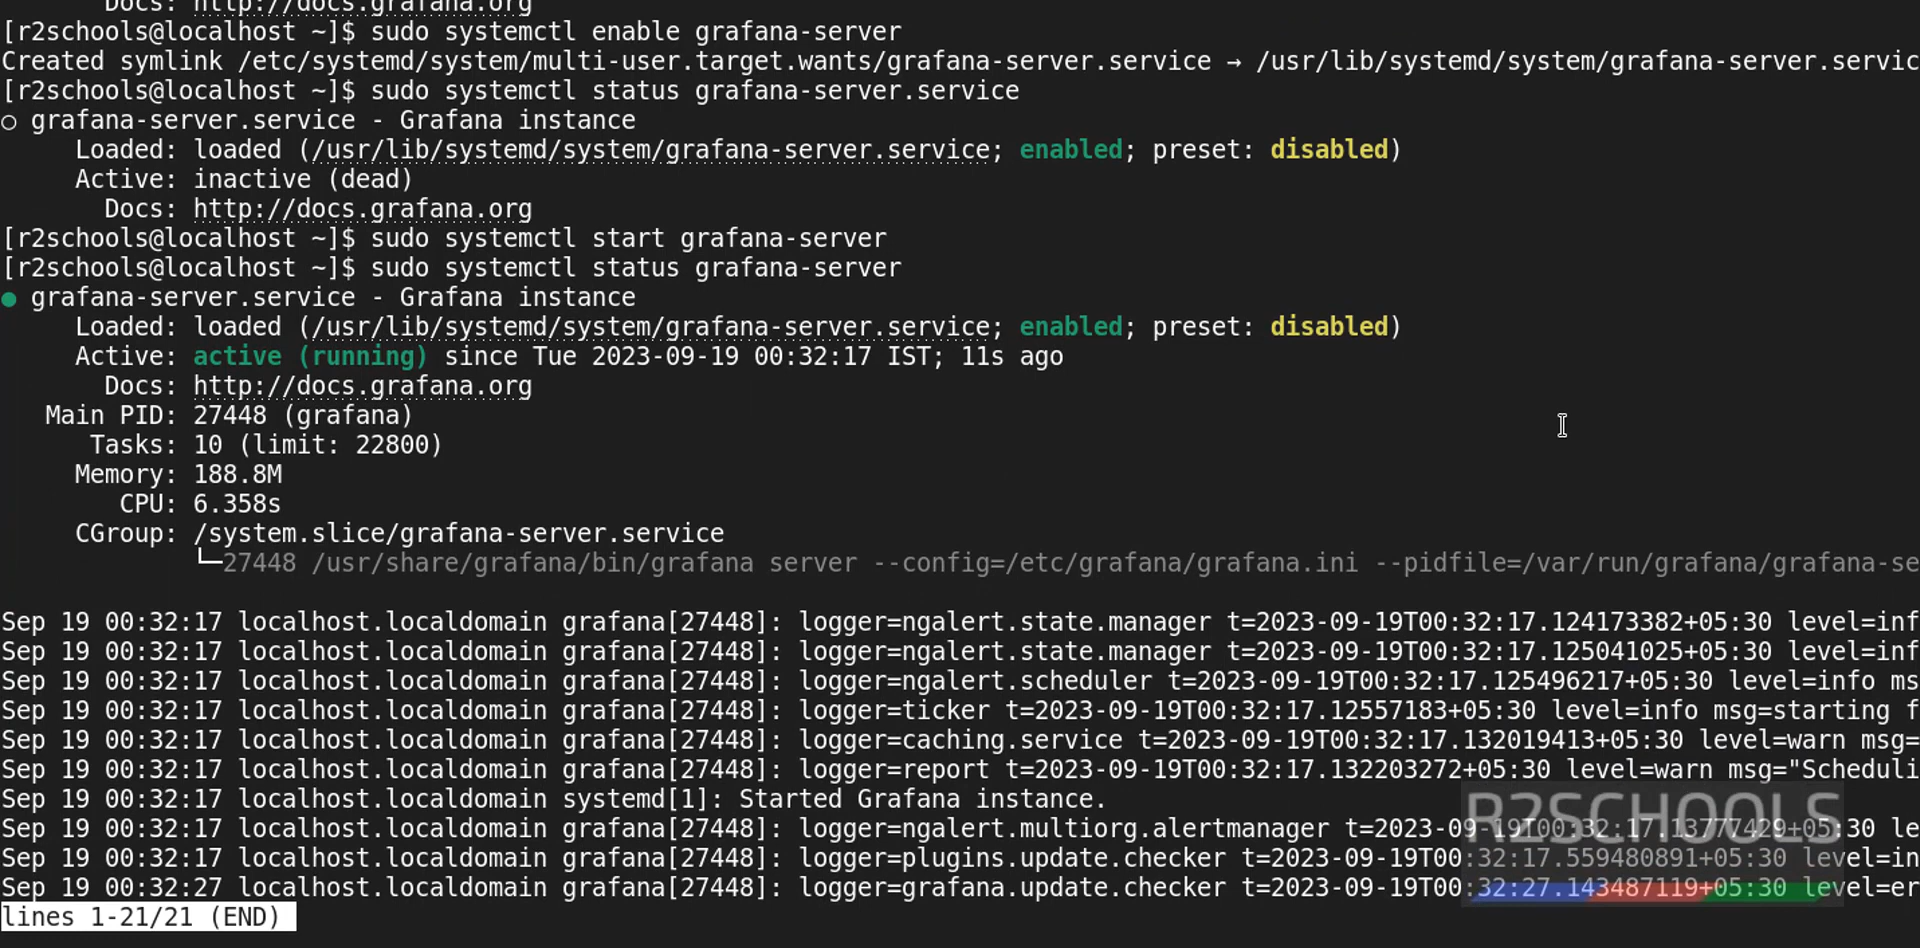 Docs: http://docs.grafana.org
[r2schools@localhost ~]$ sudo systemctl enable grafana-server
Created symlink /etc/systemd/system/multi-user.target.wants/grafana-server.service → /usr/lib/systemd/system/grafana-server.servic
[r2schools@localhost ~]$ sudo systemctl status grafana-server.service
○ grafana-server.service - Grafana instance
Loaded: loaded (/usr/lib/systemd/system/grafana-server.service; enabled; preset: disabled)
Active: inactive (dead)
Docs: http://docs.grafana.org
[r2schools@localhost ~]$ sudo systemctl start grafana-server
[r2schools@localhost ~]$ sudo systemctl status grafana-server
● grafana-server.service - Grafana instance
Loaded: loaded (/usr/lib/systemd/system/grafana-server.service; enabled; preset: disabled)
Active: active (running) since Tue 2023-09-19 00:32:17 IST; 11s ago
Docs: http://docs.grafana.org
Main PID: 27448 (grafana)
Tasks: 10 (limit: 22800)
Memory: 188.8M
CPU: 6.358s
CGroup: /system.slice/grafana-server.service
└─27448 /usr/share/grafana/bin/grafana server --config=/etc/grafana/grafana.ini --pidfile=/var/run/grafana/grafana-se
Sep 19 00:32:17 localhost.localdomain grafana[27448]: logger=ngalert.state.manager t=2023-09-19T00:32:17.124173382+05:30 level=inf
Sep 19 00:32:17 localhost.localdomain grafana[27448]: logger=ngalert.state.manager t=2023-09-19T00:32:17.125041025+05:30 level=inf
Sep 19 00:32:17 localhost.localdomain grafana[27448]: logger=ngalert.scheduler t=2023-09-19T00:32:17.125496217+05:30 level=info ms
Sep 19 00:32:17 localhost.localdomain grafana[27448]: logger=ticker t=2023-09-19T00:32:17.12557183+05:30 level=info msg=starting f
Sep 19 00:32:17 localhost.localdomain grafana[27448]: logger=caching.service t=2023-09-19T00:32:17.132019413+05:30 level=warn msg=
Sep 19 00:32:17 localhost.localdomain grafana[27448]: logger=report t=2023-09-19T00:32:17.132203272+05:30 level=warn msg="Scheduli
Sep 19 00:32:17 localhost.localdomain systemd[1]: Started Grafana instance.
Sep 19 00:32:17 localhost.localdomain grafana[27448]: logger=ngalert.multiorg.alertmanager t=2023-09-19T00:32:17.13777429+05:30 le
Sep 19 00:32:17 localhost.localdomain grafana[27448]: logger=plugins.update.checker t=2023-09-19T00:32:17.559480891+05:30 level=in
Sep 19 00:32:27 localhost.localdomain grafana[27448]: logger=grafana.update.checker t=2023-09-19T00:32:27.143487119+05:30 level=er
lines 1-21/21 (END)
R2SCHOOLS